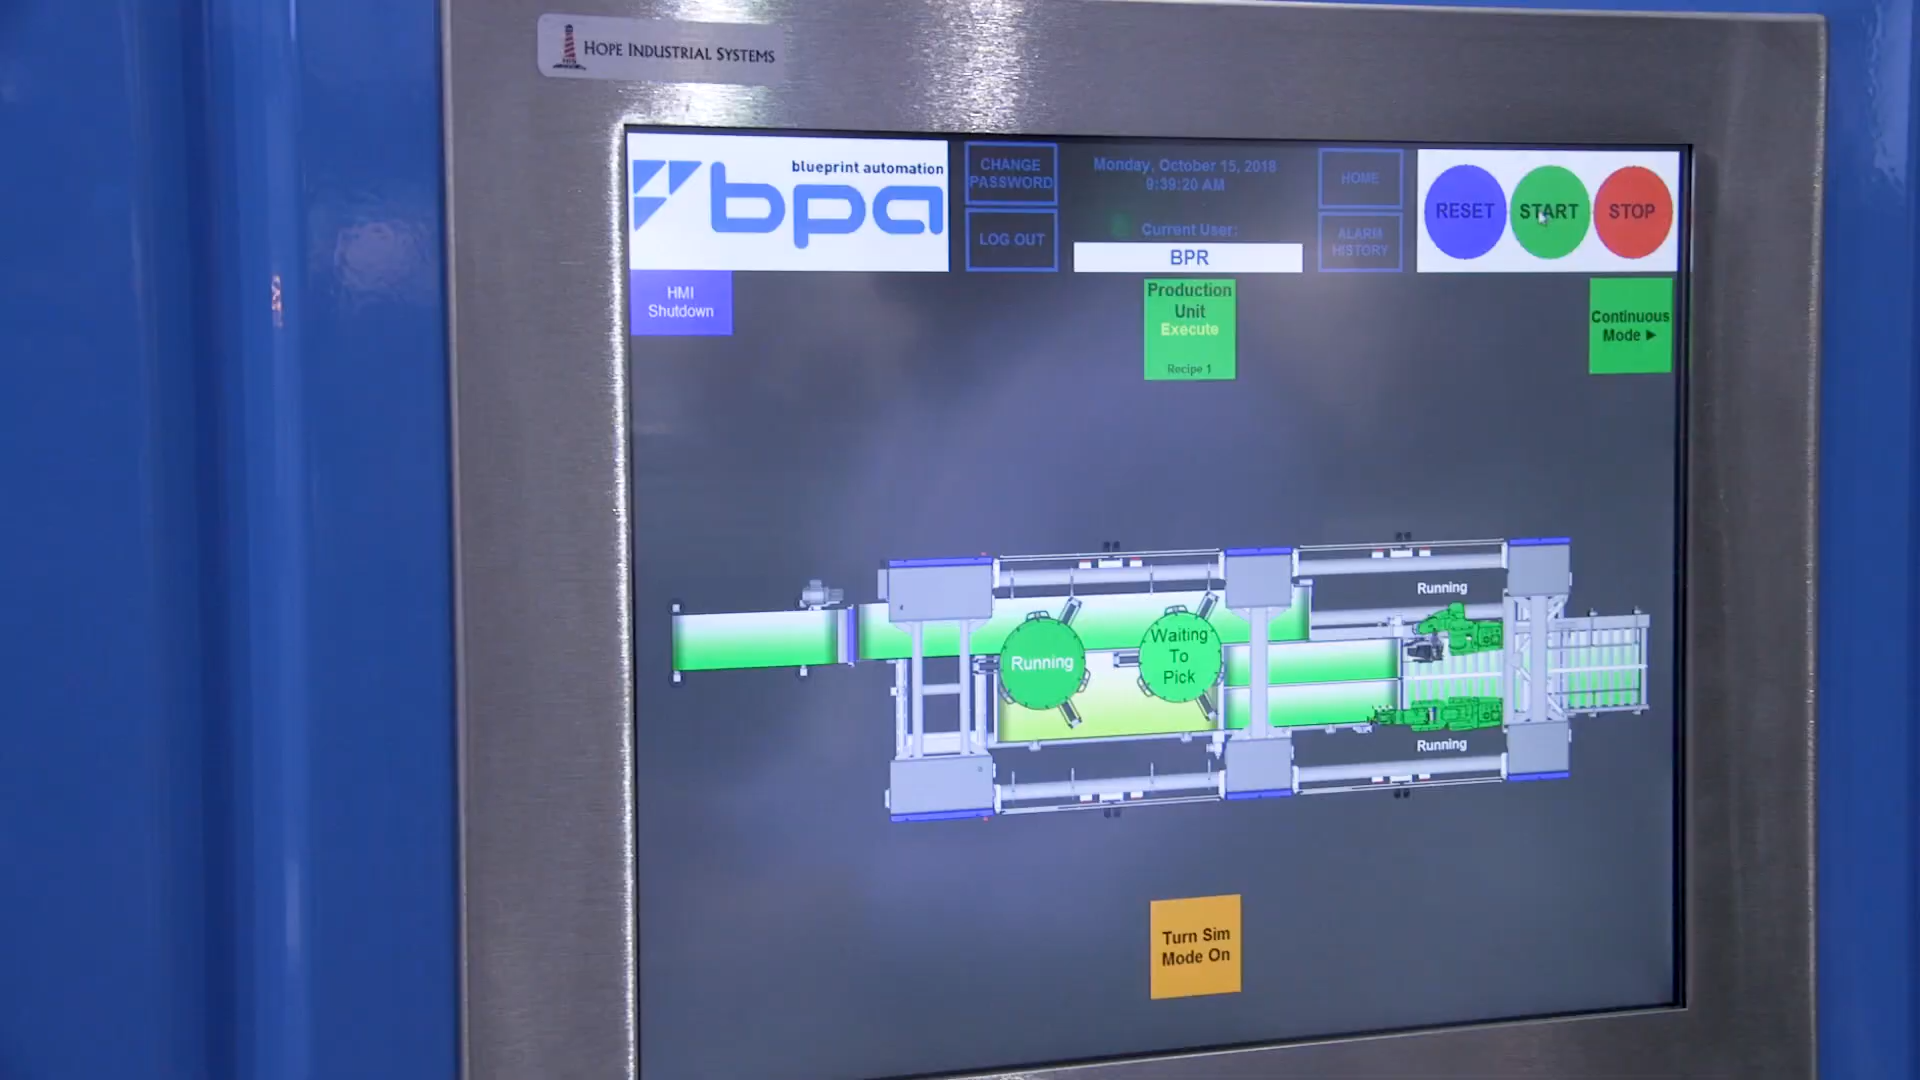 HOPE INDUSTRIAL SYSTEMS
blueprint automation
bpa
CHANGE
PASSWORD
LOG OUT
Monday, October 15, 2018
9:39:20 AM
Current User:
BPR
HOME
ALARM
HISTORY
RESET
START
STOP
HMI
Shutdown
Production
Unit
Execute
Recipe 1
Continuous
Mode ►
Running
Running
Waiting
To
Pick
Running
Turn Sim
Mode On